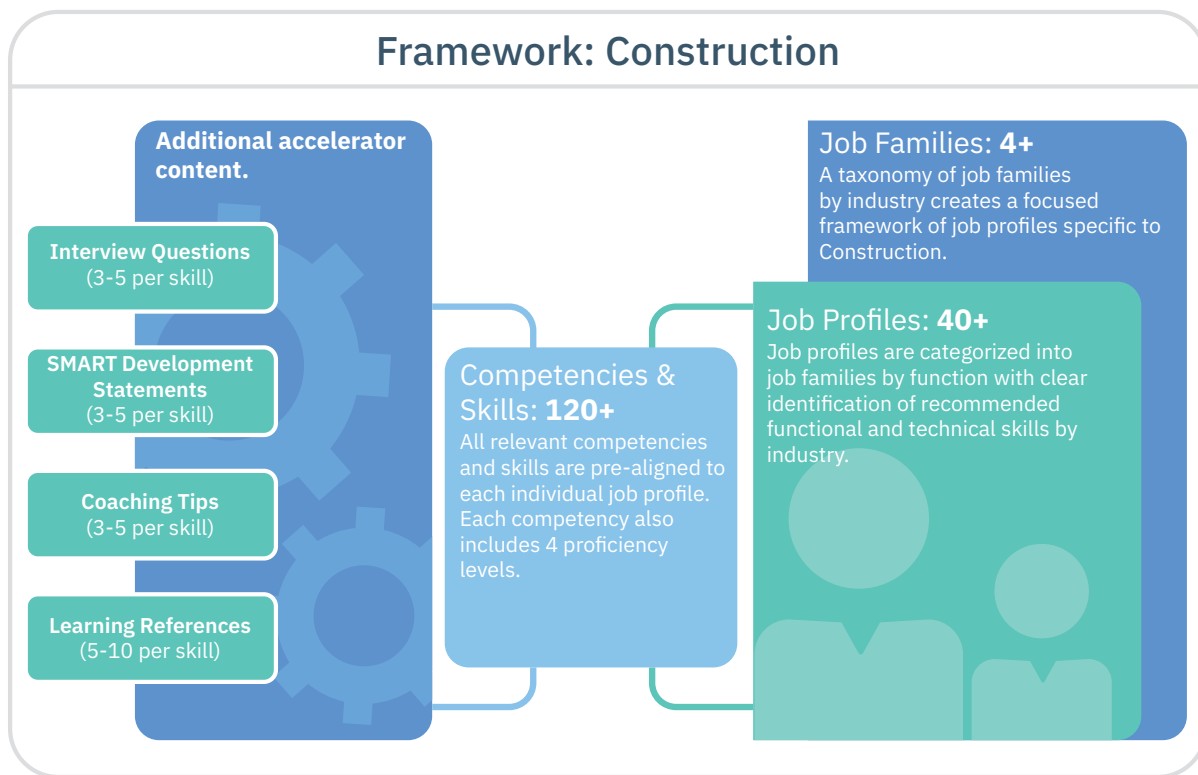 Framework: Construction
Additional accelerator
content.
Interview Questions
(3-5 per skill)
SMART Development
Statements
(3-5 per skill)
Coaching Tips
(3-5 per skill)
Learning References
(5-10 per skill)
Competencies &
Skills: 120+
All relevant competencies
and skills are pre-aligned to
each individual job profile.
Each competency also
includes 4 proficiency
levels.
Job Families: 4+
A taxonomy of job families
by industry creates a focused
framework of job profiles specific to
Construction.
Job Profiles: 40+
Job profiles are categorized into
job families by function with clear
identification of recommended
functional and technical skills by
industry.